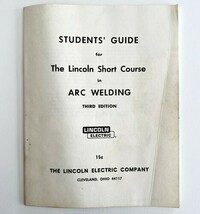 STUDENTS' GUIDE
for
The Lincoln Short Course
in
ARC WELDING
THIRD EDITION
LINCOLN
ELECTRIC
15¢
THE LINCOLN ELECTRIC COMPANY
CLEVELAND, OHIO 44117